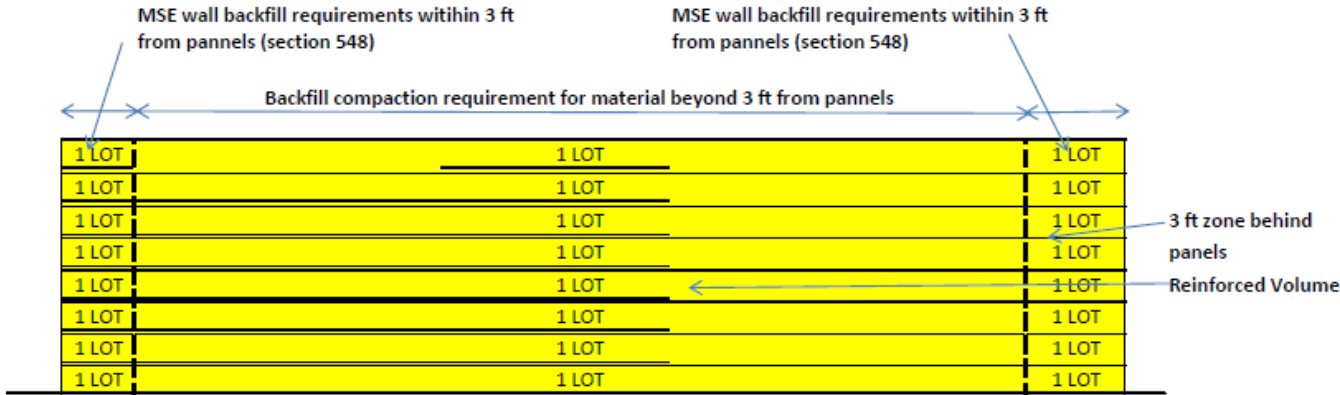 MSE wall backfill requirements witihin 3 ft
from pannels (section 548)
MSE wall backfill requirements witihin 3 ft
from pannels (section 548)
Backfill compaction requirement for material beyond 3 ft from pannels
1 LOT 1 LOT 1 LOT
1 LOT 1 LOT 1 LOT
1 LOT 1 LOT 1 LOT
3 ft zone behind
panels
1 LOT 1 LOT 1 LOT
1 LOT 1 LOT 1 LOT
Reinforced Volume
1 LOT 1 LOT 1 LOT
1 LOT 1 LOT 1 LOT
1 LOT 1 LOT 1 LOT